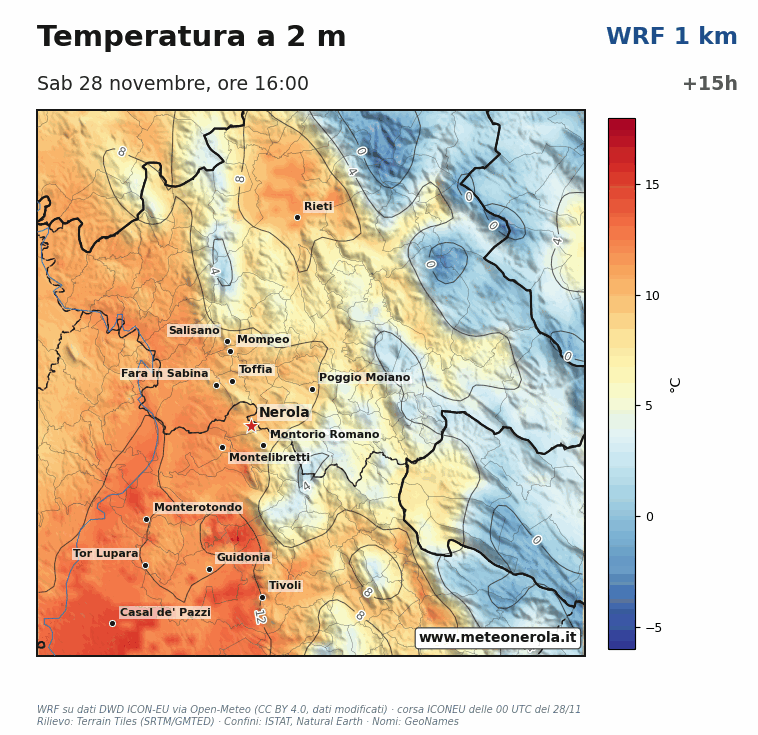 Temperatura a 2 m
WRF 1 km
Sab 28 novembre, ore 16:00
+15h
8
0
4
8
0
Rieti
0
4
4
0
15
10
5
0
−5
°C
Salisano
Mompeo
0
Toffia
Fara in Sabina
Poggio Moiano
Nerola
Montorio Romano
Montelibretti
4
Monterotondo
0
Tor Lupara
Guidonia
Tivoli
8
Casal de' Pazzi
12
8
www.meteonerola.it
WRF su dati DWD ICON-EU via Open-Meteo (CC BY 4.0, dati modificati) · corsa ICONEU delle 00 UTC del 28/11
Rilievo: Terrain Tiles (SRTM/GMTED) · Confini: ISTAT, Natural Earth · Nomi: GeoNames